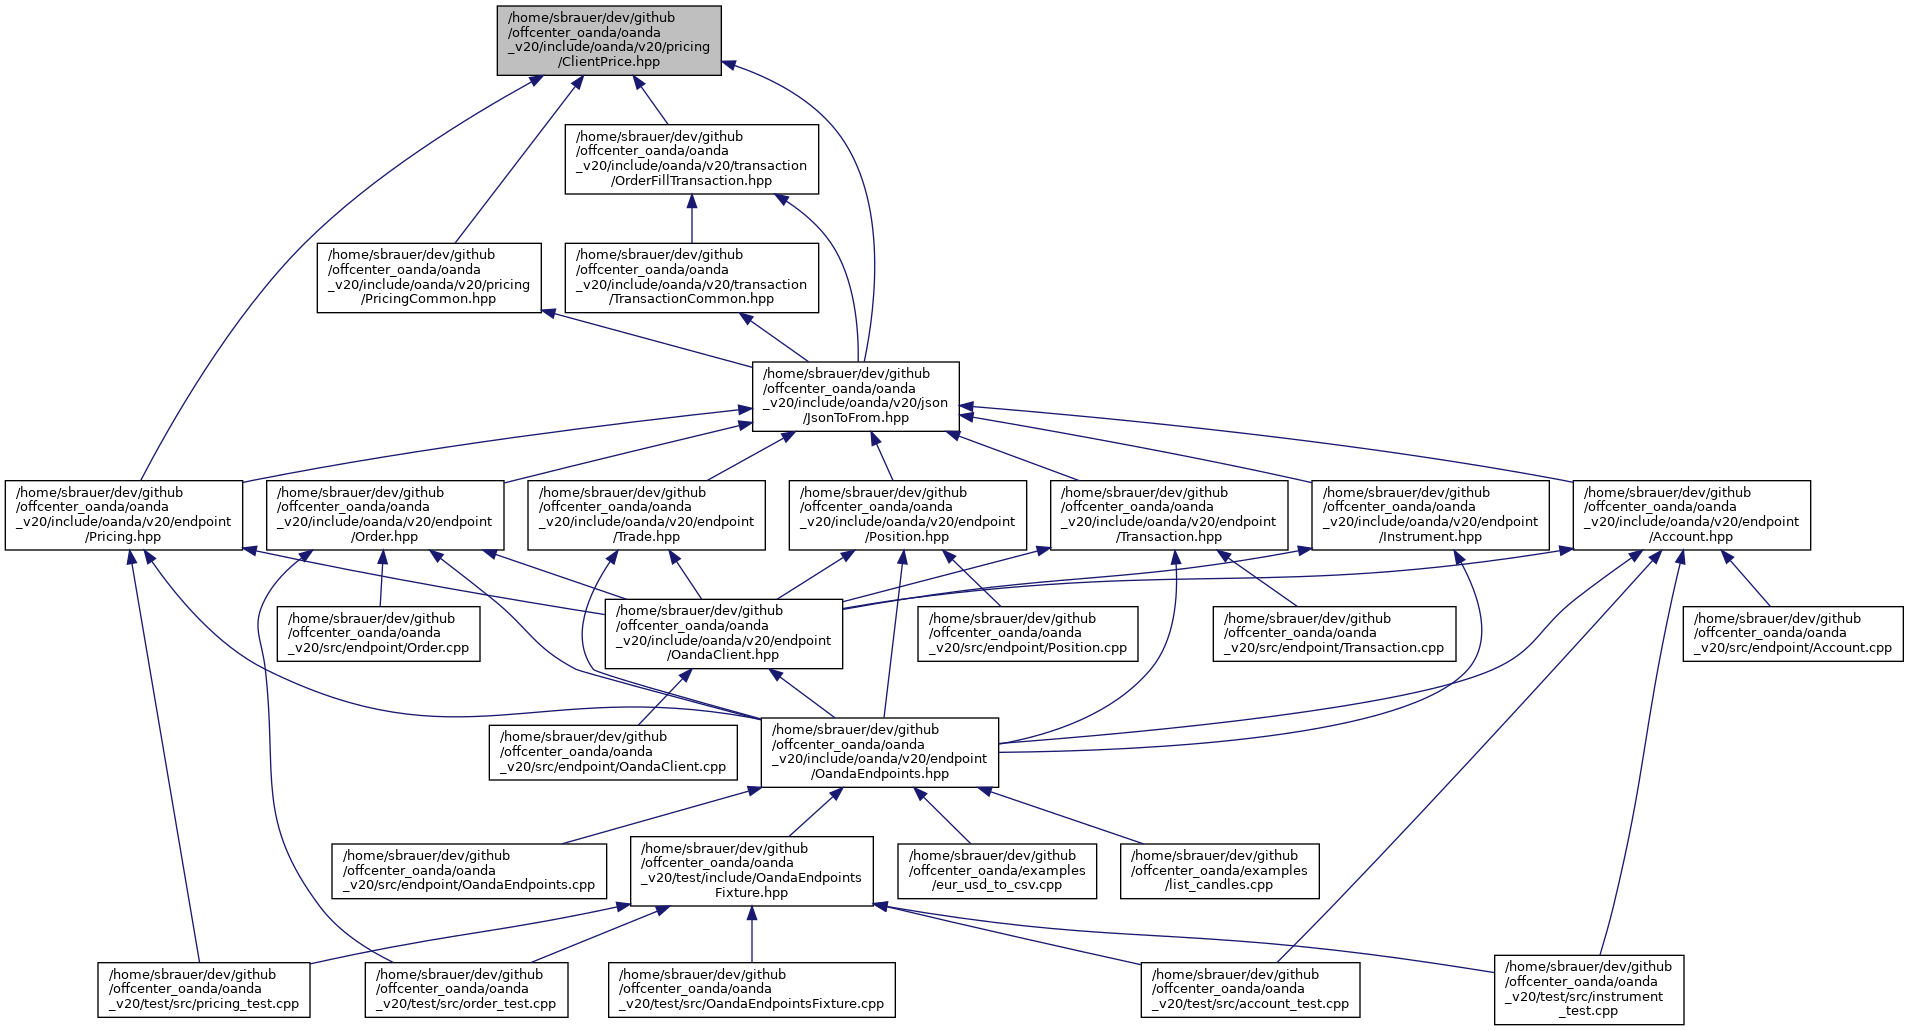 /home/sbrauer/dev/github
/offcenter_oanda/oanda
_v20/include/oanda/v20/pricing
/ClientPrice.hpp
/home/sbrauer/dev/github
/offcenter_oanda/oanda
_v20/include/oanda/v20/transaction
/OrderFillTransaction.hpp
/home/sbrauer/dev/github
/offcenter_oanda/oanda
_v20/include/oanda/v20/pricing
/PricingCommon.hpp
/home/sbrauer/dev/github
/offcenter_oanda/oanda
_v20/include/oanda/v20/transaction
/TransactionCommon.hpp
/home/sbrauer/dev/github
/offcenter_oanda/oanda
_v20/include/oanda/v20/json
/JsonToFrom.hpp
/home/sbrauer/dev/github
/offcenter_oanda/oanda
_v20/include/oanda/v20/endpoint
/Pricing.hpp
/home/sbrauer/dev/github
/offcenter_oanda/oanda
_v20/include/oanda/v20/endpoint
/Order.hpp
/home/sbrauer/dev/github
/offcenter_oanda/oanda
_v20/include/oanda/v20/endpoint
/Trade.hpp
/home/sbrauer/dev/github
/offcenter_oanda/oanda
_v20/include/oanda/v20/endpoint
/Position.hpp
/home/sbrauer/dev/github
/offcenter_oanda/oanda
_v20/include/oanda/v20/endpoint
/Transaction.hpp
/home/sbrauer/dev/github
/offcenter_oanda/oanda
_v20/include/oanda/v20/endpoint
/Instrument.hpp
/home/sbrauer/dev/github
/offcenter_oanda/oanda
_v20/include/oanda/v20/endpoint
/Account.hpp
/home/sbrauer/dev/github
/offcenter_oanda/oanda
_v20/src/endpoint/Order.cpp
/home/sbrauer/dev/github
/offcenter_oanda/oanda
_v20/include/oanda/v20/endpoint
/OandaClient.hpp
/home/sbrauer/dev/github
/offcenter_oanda/oanda
_v20/src/endpoint/Position.cpp
/home/sbrauer/dev/github
/offcenter_oanda/oanda
_v20/src/endpoint/Transaction.cpp
/home/sbrauer/dev/github
/offcenter_oanda/oanda
_v20/src/endpoint/Account.cpp
/home/sbrauer/dev/github
/offcenter_oanda/oanda
_v20/src/endpoint/OandaClient.cpp
/home/sbrauer/dev/github
/offcenter_oanda/oanda
_v20/include/oanda/v20/endpoint
/OandaEndpoints.hpp
/home/sbrauer/dev/github
/offcenter_oanda/oanda
_v20/src/endpoint/OandaEndpoints.cpp
/home/sbrauer/dev/github
/offcenter_oanda/oanda
_v20/test/include/OandaEndpoints
Fixture.hpp
/home/sbrauer/dev/github
/offcenter_oanda/examples
/eur_usd_to_csv.cpp
/home/sbrauer/dev/github
/offcenter_oanda/examples
/list_candles.cpp
/home/sbrauer/dev/github
/offcenter_oanda/oanda
_v20/test/src/pricing_test.cpp
/home/sbrauer/dev/github
/offcenter_oanda/oanda
_v20/test/src/order_test.cpp
/home/sbrauer/dev/github
/offcenter_oanda/oanda
_v20/test/src/OandaEndpointsFixture.cpp
/home/sbrauer/dev/github
/offcenter_oanda/oanda
_v20/test/src/account_test.cpp
/home/sbrauer/dev/github
/offcenter_oanda/oanda
_v20/test/src/instrument
_test.cpp